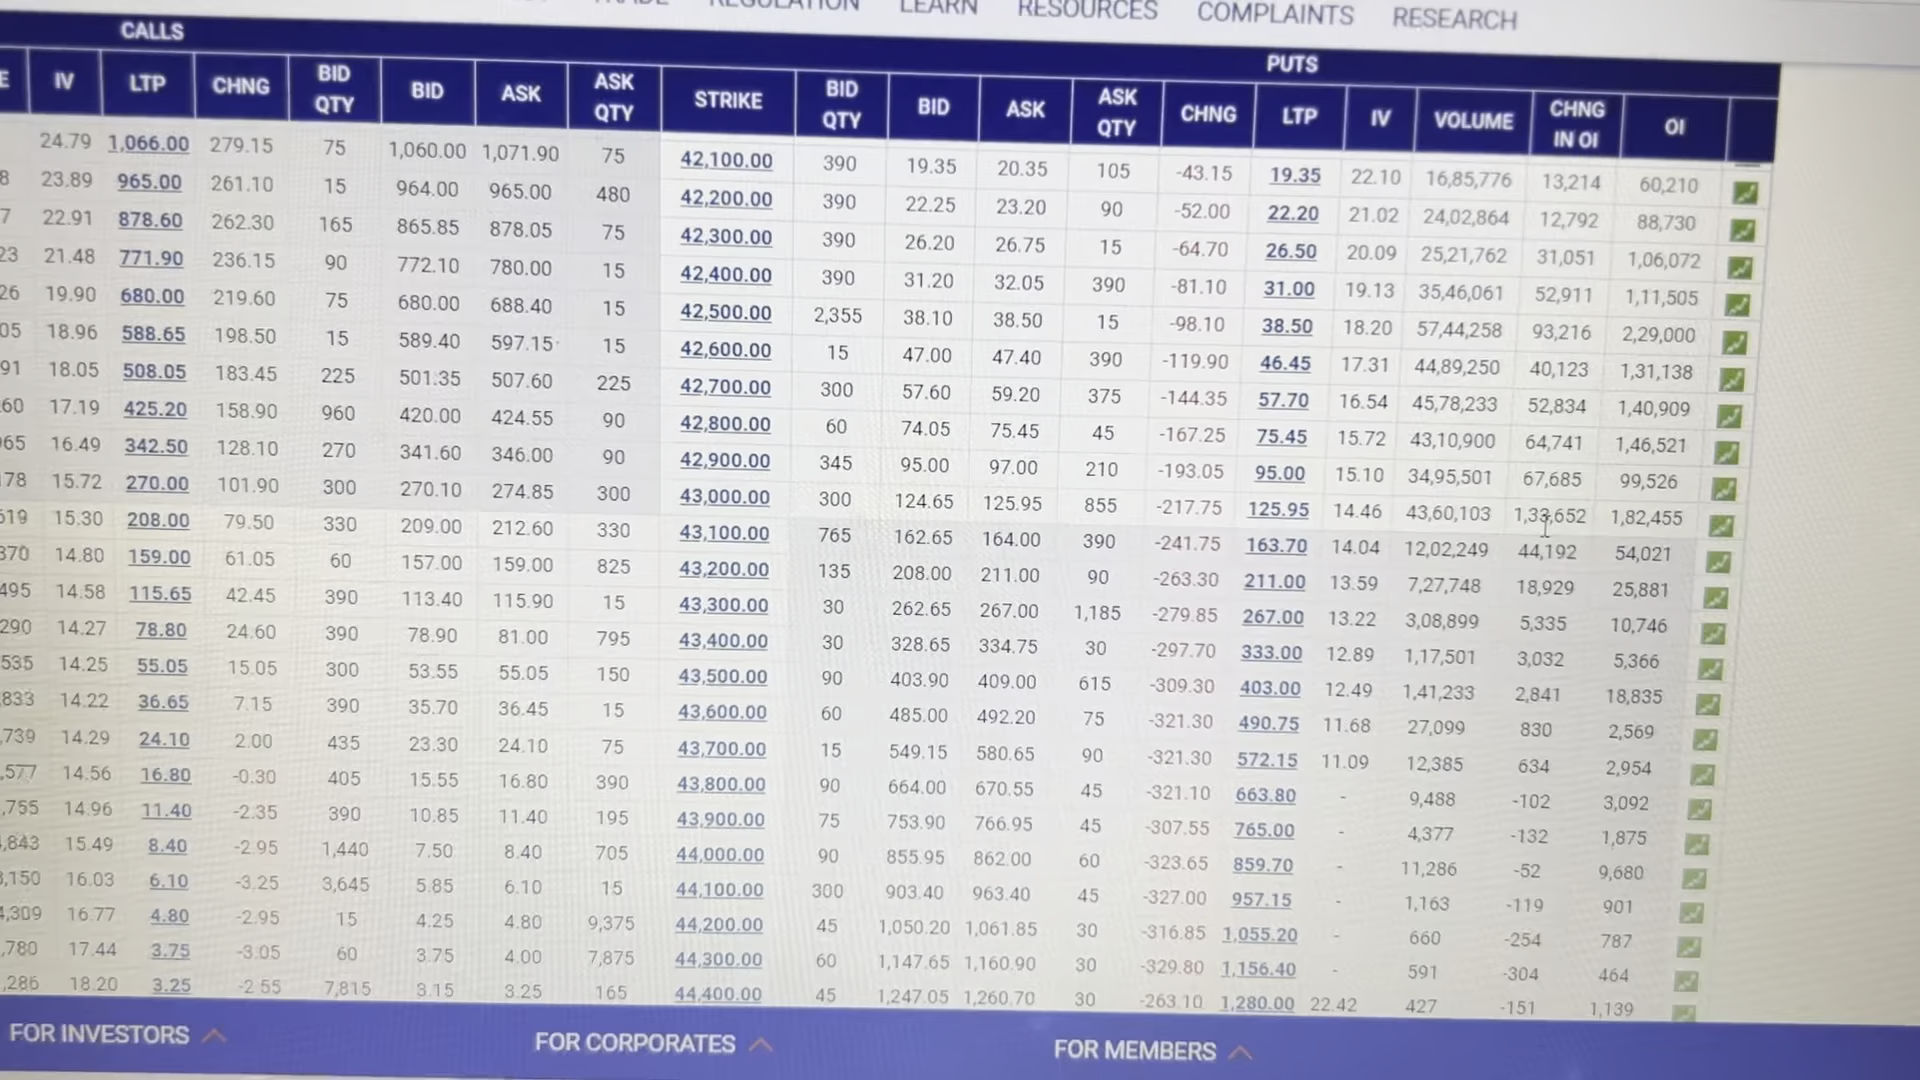 TRADE REGULATION LEARN RESOURCES COMPLAINTS RESEARCH
CALLS PUTS
E IV LTP CHNG BID QTY BID ASK ASK QTY STRIKE BID QTY BID ASK ASK QTY CHNG LTP IV VOLUME CHNG IN OI OI
24.79 1,066.00 279.15 75 1,060.00 1,071.90 75 42,100.00 390 19.35 20.35 105 -43.15 19.35 22.10 16,85,776 13,214 60,210
8 23.89 965.00 261.10 15 964.00 965.00 480 42,200.00 390 22.25 23.20 90 -52.00 22.20 21.02 24,02,864 12,792 88,730
7 22.91 878.60 262.30 165 865.85 878.05 75 42,300.00 390 26.20 26.75 15 -64.70 26.50 20.09 25,21,762 31,051 1,06,072
23 21.48 771.90 236.15 90 772.10 780.00 15 42,400.00 390 31.20 32.05 390 -81.10 31.00 19.13 35,46,061 52,911 1,11,505
26 19.90 680.00 219.60 75 680.00 688.40 15 42,500.00 2,355 38.10 38.50 15 -98.10 38.50 18.20 57,44,258 93,216 2,29,000
05 18.96 588.65 198.50 15 589.40 597.15 15 42,600.00 15 47.00 47.40 390 -119.90 46.45 17.31 44,89,250 40,123 1,31,138
91 18.05 508.05 183.45 225 501.35 507.60 225 42,700.00 300 57.60 59.20 375 -144.35 57.70 16.54 45,78,233 52,834 1,40,909
60 17.19 425.20 158.90 960 420.00 424.55 90 42,800.00 60 74.05 75.45 45 -167.25 75.45 15.72 43,10,900 64,741 1,46,521
965 16.49 342.50 128.10 270 341.60 346.00 90 42,900.00 345 95.00 97.00 210 -193.05 95.00 15.10 34,95,501 67,685 99,526
178 15.72 270.00 101.90 300 270.10 274.85 300 43,000.00 300 124.65 125.95 855 -217.75 125.95 14.46 43,60,103 1,33,652 1,82,455
519 15.30 208.00 79.50 330 209.00 212.60 330 43,100.00 765 162.65 164.00 390 -241.75 163.70 14.04 12,02,249 44,192 54,021
370 14.80 159.00 61.05 60 157.00 159.00 825 43,200.00 135 208.00 211.00 90 -263.30 211.00 13.59 7,27,748 18,929 25,881
495 14.58 115.65 42.45 390 113.40 115.90 15 43,300.00 30 262.65 267.00 1,185 -279.85 267.00 13.22 3,08,899 5,335 10,746
290 14.27 78.80 24.60 390 78.90 81.00 795 43,400.00 30 328.65 334.75 30 -297.70 333.00 12.89 1,17,501 3,032 5,366
535 14.25 55.05 15.05 300 53.55 55.05 150 43,500.00 90 403.90 409.00 615 -309.30 403.00 12.49 1,41,233 2,841 18,835
,833 14.22 36.65 7.15 390 35.70 36.45 15 43,600.00 60 485.00 492.20 75 -321.30 490.75 11.68 27,099 830 2,569
,739 14.29 24.10 2.00 435 23.30 24.10 75 43,700.00 15 549.15 580.65 90 -321.30 572.15 11.09 12,385 634 2,954
,577 14.56 16.80 -0.30 405 15.55 16.80 390 43,800.00 90 664.00 670.55 45 -321.10 663.80 - 9,488 -102 3,092
,755 14.96 11.40 -2.35 390 10.85 11.40 195 43,900.00 75 753.90 766.95 45 -307.55 765.00 - 4,377 -132 1,875
,843 15.49 8.40 -2.95 1,440 7.50 8.40 705 44,000.00 90 855.95 862.00 60 -323.65 859.70 - 11,286 -52 9,680
,150 16.03 6.10 -3.25 3,645 5.85 6.10 15 44,100.00 300 903.40 963.40 45 -327.00 957.15 - 1,163 -119 901
,309 16.77 4.80 -2.95 15 4.25 4.80 9,375 44,200.00 45 1,050.20 1,061.85 30 -316.85 1,055.20 - 660 -254 787
,780 17.44 3.75 -3.05 60 3.75 4.00 7,875 44,300.00 60 1,147.65 1,160.90 30 -329.80 1,156.40 - 591 -304 464
,286 18.20 3.25 -2.55 7,815 3.15 3.25 165 44,400.00 45 1,247.05 1,260.70 30 -263.10 1,280.00 22.42 427 -151 1,139
FOR INVESTORS FOR CORPORATES FOR MEMBERS